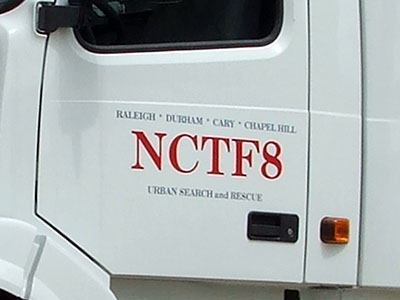 RALEIGH * DURHAM * CARY * CHAPEL HILL
NCTF8
URBAN SEARCH and RESCUE